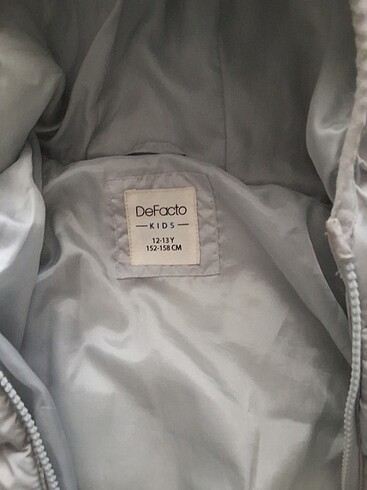 DeFacto
KIDS
12-13 Y
152-158 CM